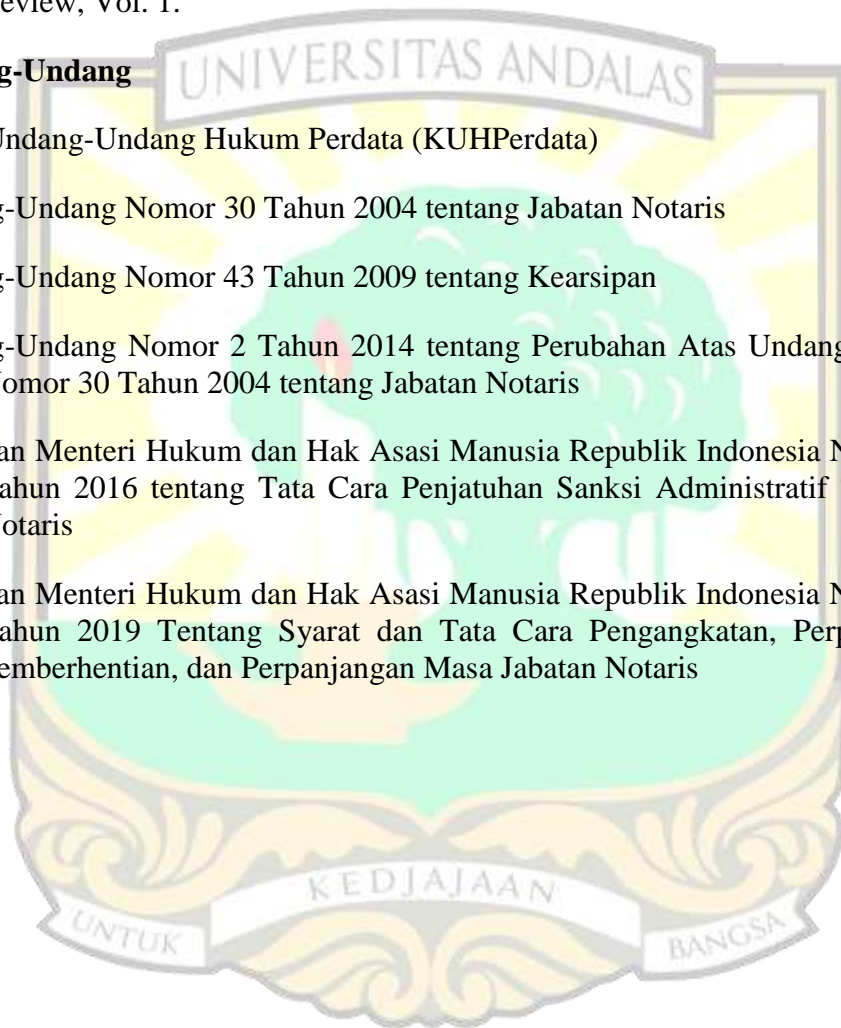 eview, Vol. 1.
g-Undang
UNIVERSITAS ANDALAS
Undang-Undang Hukum Perdata (KUHPerdata)
g-Undang Nomor 30 Tahun 2004 tentang Jabatan Notaris
g-Undang Nomor 43 Tahun 2009 tentang Kearsipan
g-Undang Nomor 2 Tahun 2014 tentang Perubahan Atas Undang
Nomor 30 Tahun 2004 tentang Jabatan Notaris
an Menteri Hukum dan Hak Asasi Manusia Republik Indonesia N
ahun 2016 tentang Tata Cara Penjatuhan Sanksi Administratif
Notaris
an Menteri Hukum dan Hak Asasi Manusia Republik Indonesia N
ahun 2019 Tentang Syarat dan Tata Cara Pengangkatan, Perp
emberhentian, dan Perpanjangan Masa Jabatan Notaris
UNTUK KEDJAJAAN BANGSA